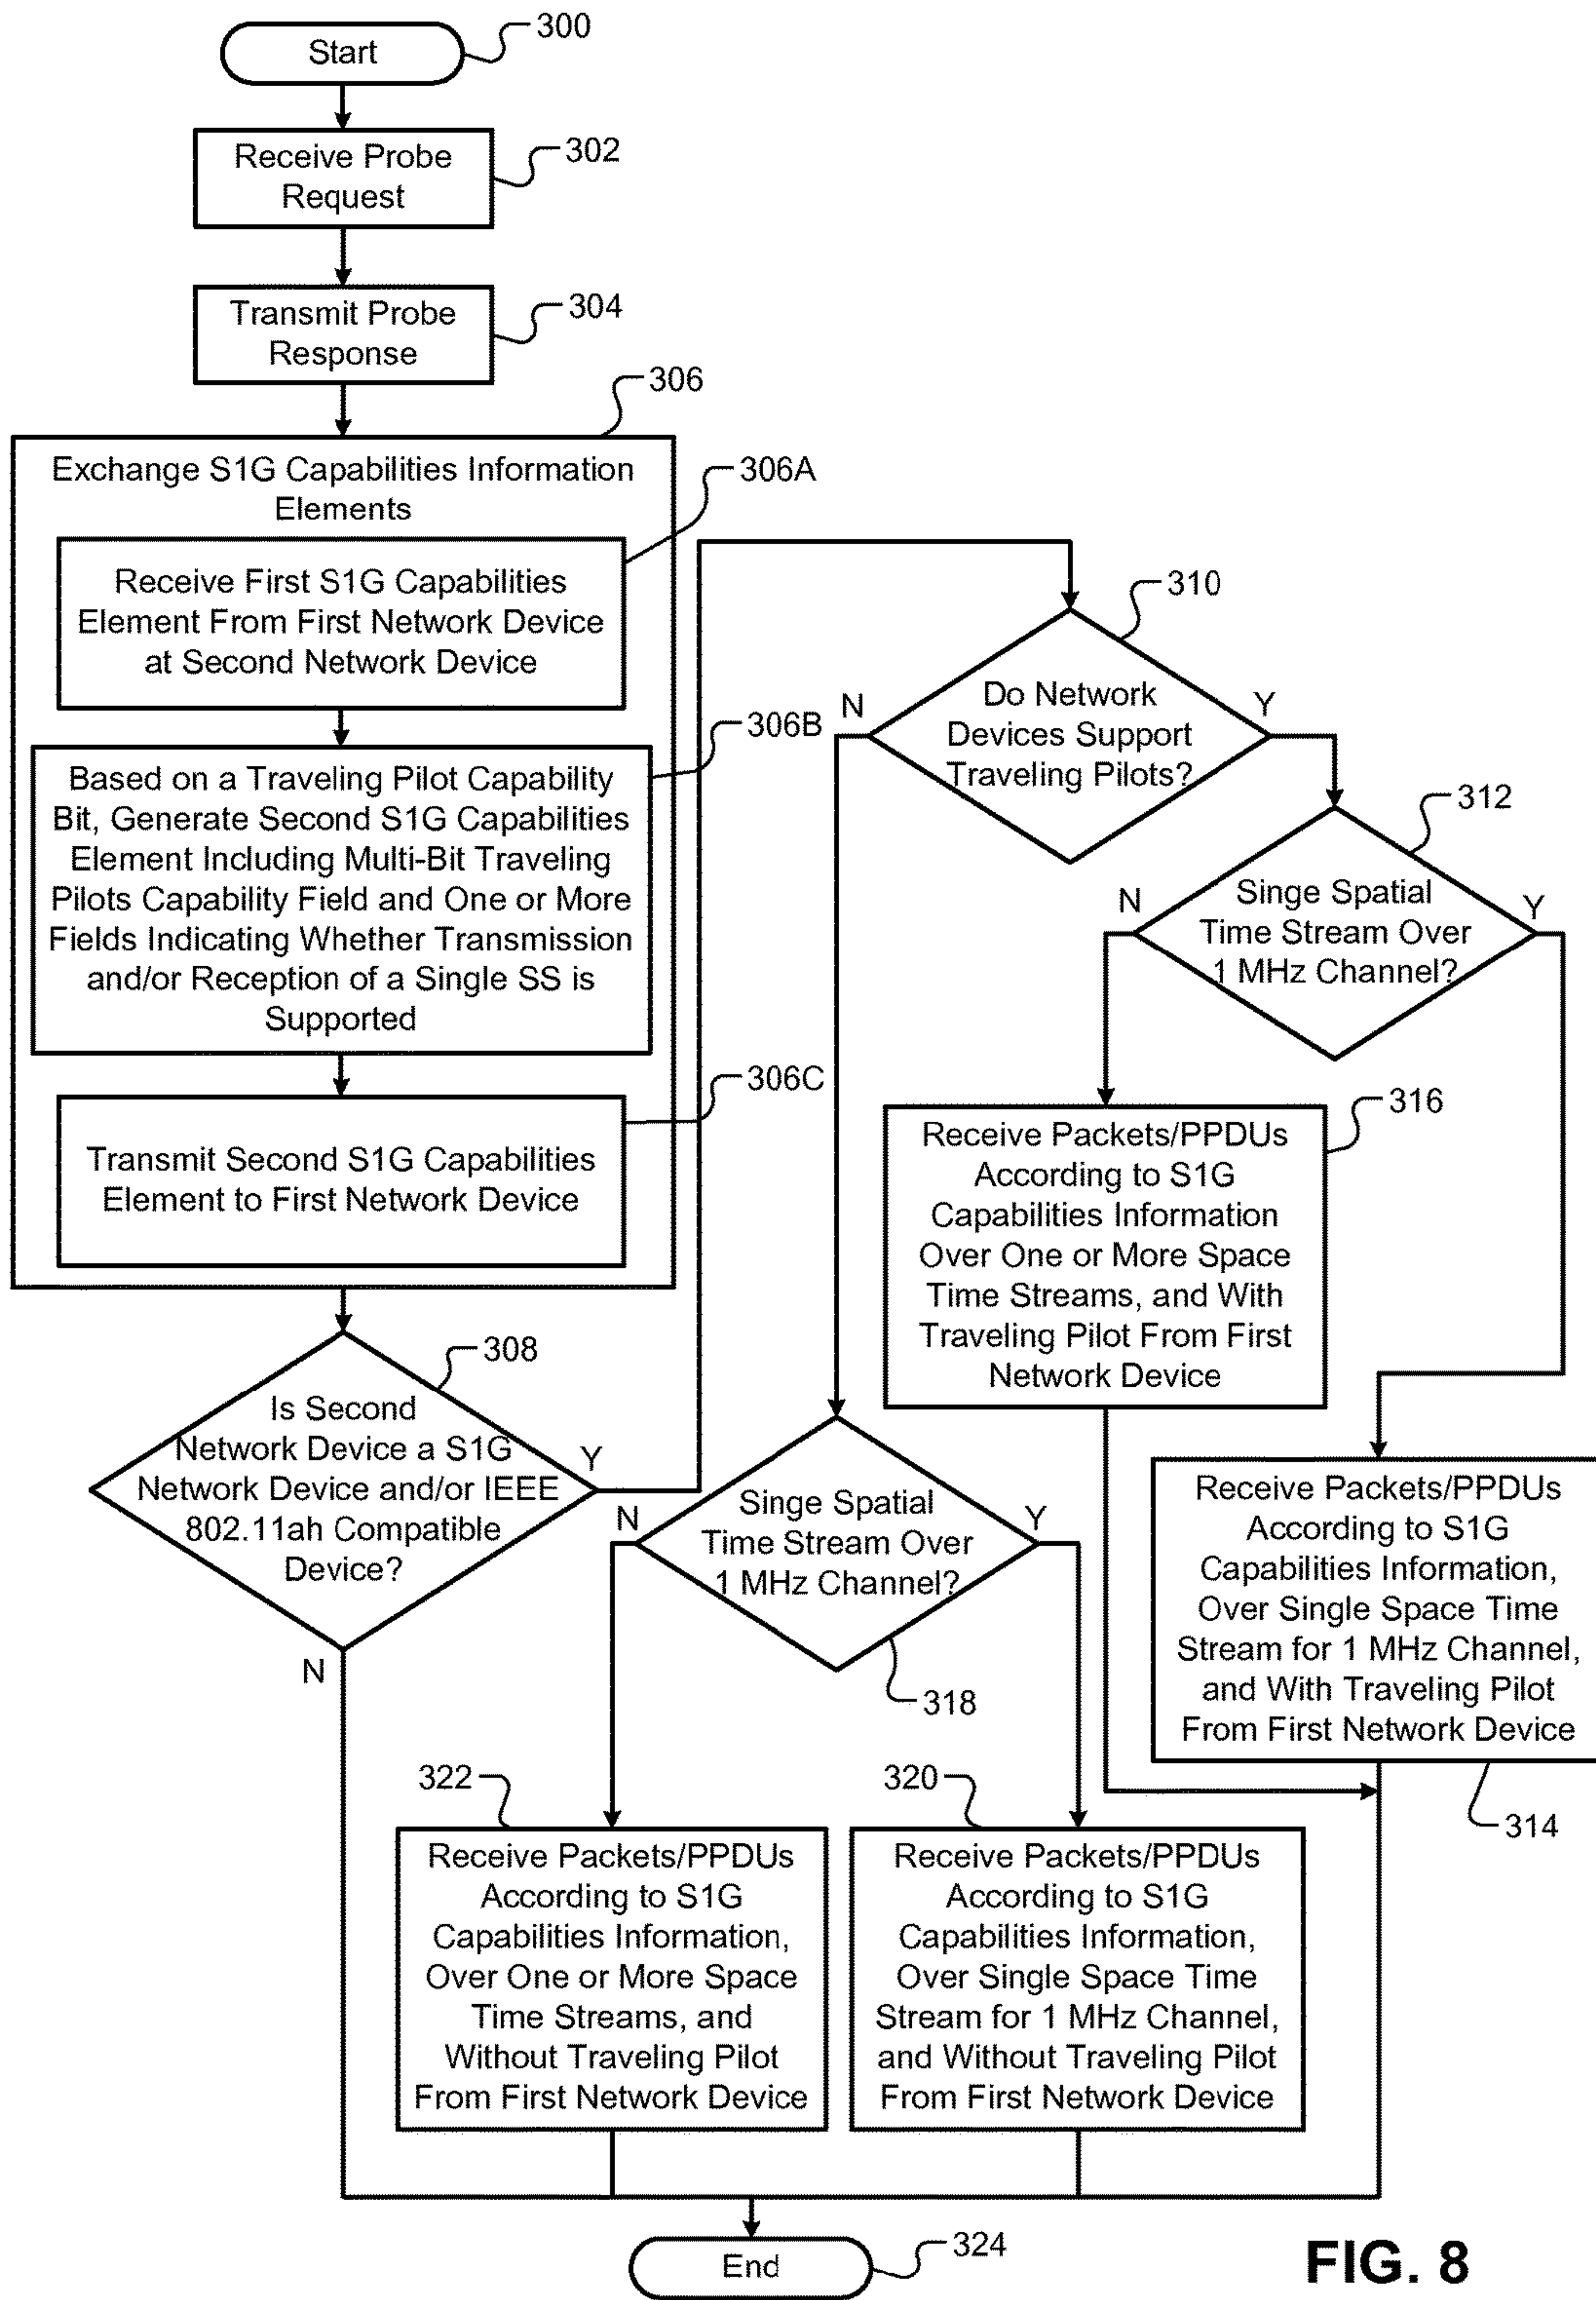 Start
300
Receive Probe
Request
302
Transmit Probe
Response
304
306
Exchange S1G Capabilities Information
Elements
306A
Receive First S1G Capabilities
Element From First Network Device
at Second Network Device
306B
Based on a Traveling Pilot Capability
Bit, Generate Second S1G Capabilities
Element Including Multi-Bit Traveling
Pilots Capability Field and One or More
Fields Indicating Whether Transmission
and/or Reception of a Single SS is
Supported
306C
Transmit Second S1G Capabilities
Element to First Network Device
308
Is Second
Network Device a S1G
Network Device and/or IEEE
802.11ah Compatible
Device?
Y
N
310
Do Network
Devices Support
Traveling Pilots?
N
Y
312
Singe Spatial
Time Stream Over
1 MHz Channel?
N
Y
316
Receive Packets/PPDUs
According to S1G
Capabilities Information
Over One or More Space
Time Streams, and With
Traveling Pilot From First
Network Device
Receive Packets/PPDUs
According to S1G
Capabilities Information,
Over Single Space Time
Stream for 1 MHz Channel,
and With Traveling Pilot
From First Network Device
314
Singe Spatial
Time Stream Over
1 MHz Channel?
N
Y
318
322
Receive Packets/PPDUs
According to S1G
Capabilities Information,
Over One or More Space
Time Streams, and
Without Traveling Pilot
From First Network Device
320
Receive Packets/PPDUs
According to S1G
Capabilities Information,
Over Single Space Time
Stream for 1 MHz Channel,
and Without Traveling Pilot
From First Network Device
End
324
FIG. 8